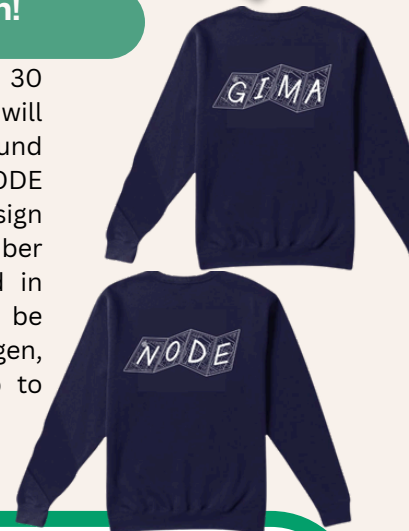 n!
30
will
und
ODE
sign
ber
d in
be
gen,
to
GIMA
NODE